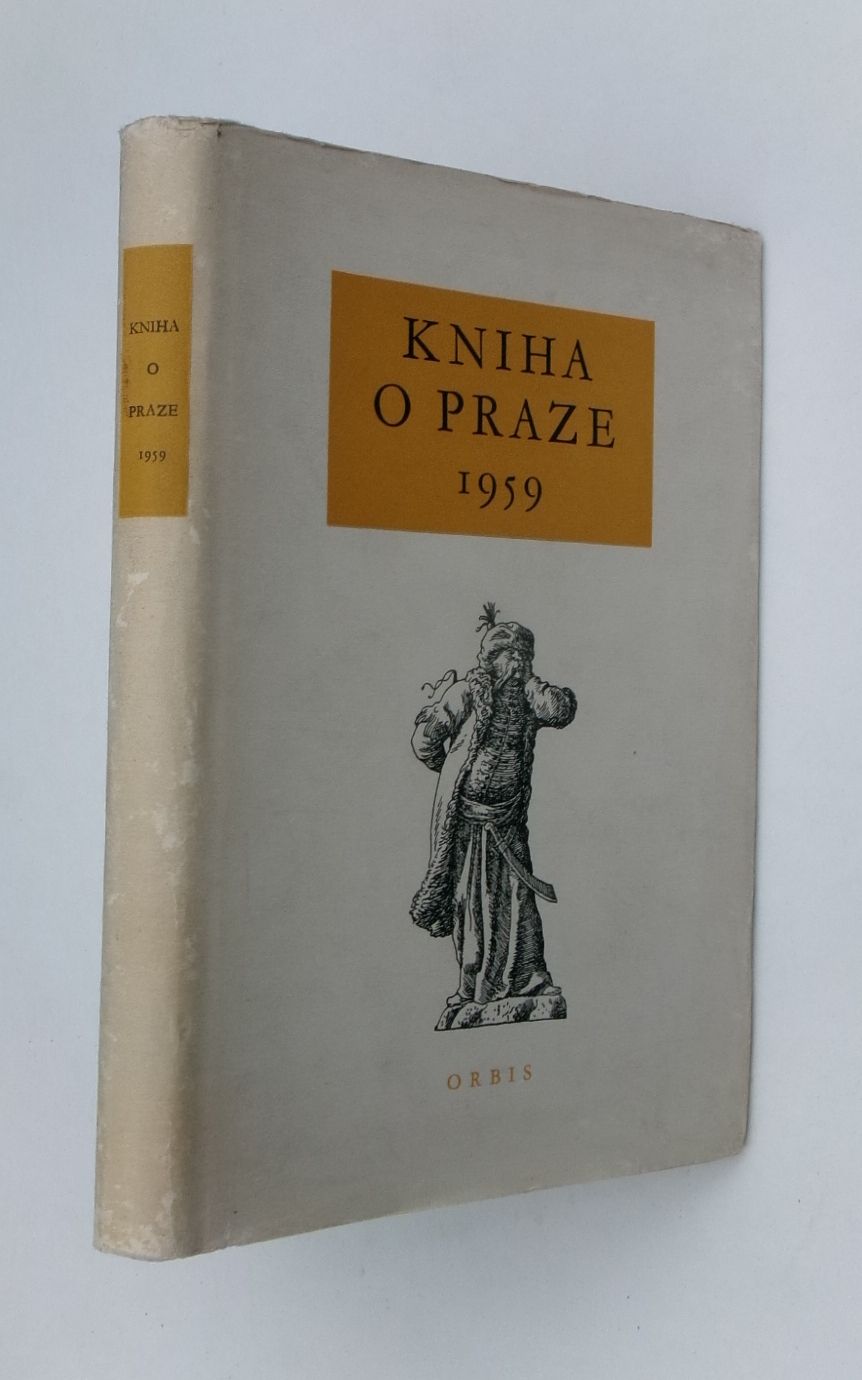 KNIHA
O
PRAZE
1959
KNIHA
O PRAZE
1959
ORBIS